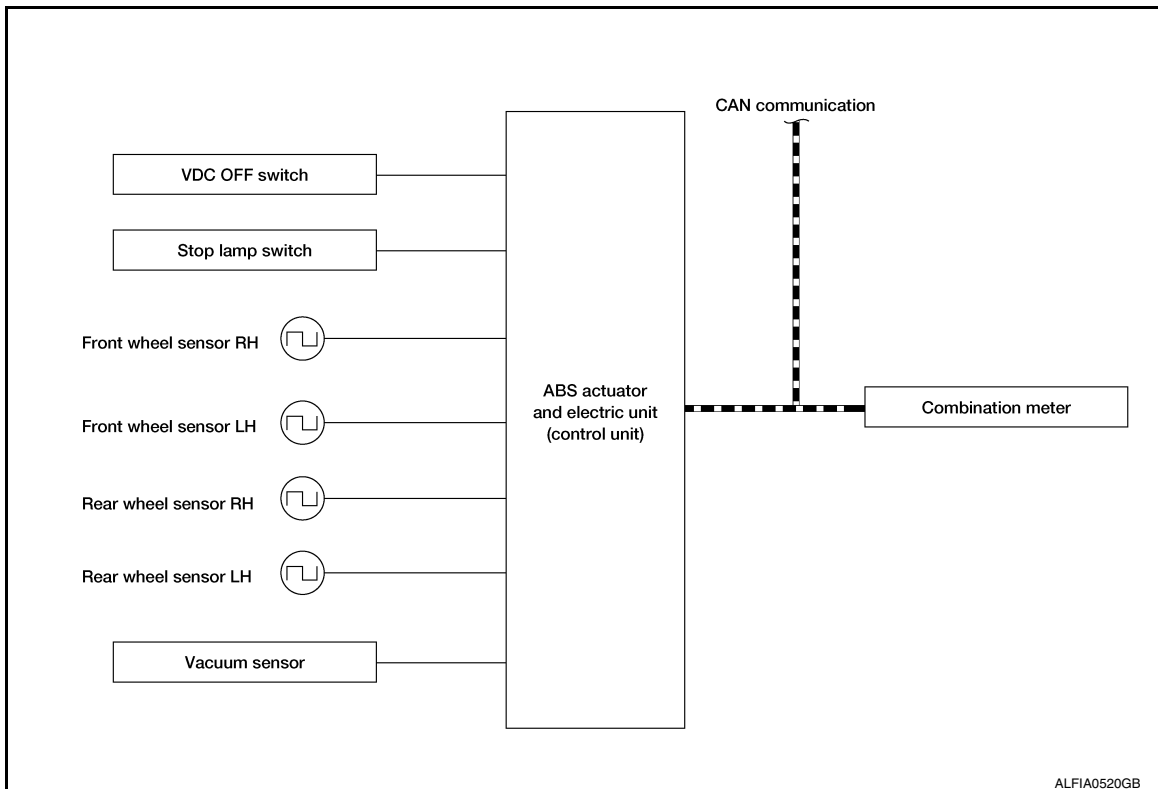 CAN communication
VDC OFF switch
Stop lamp switch
Front wheel sensor RH
Front wheel sensor LH
Rear wheel sensor RH
Rear wheel sensor LH
Vacuum sensor
ABS actuator
and electric unit
(control unit)
Combination meter
ALFIA0520GB